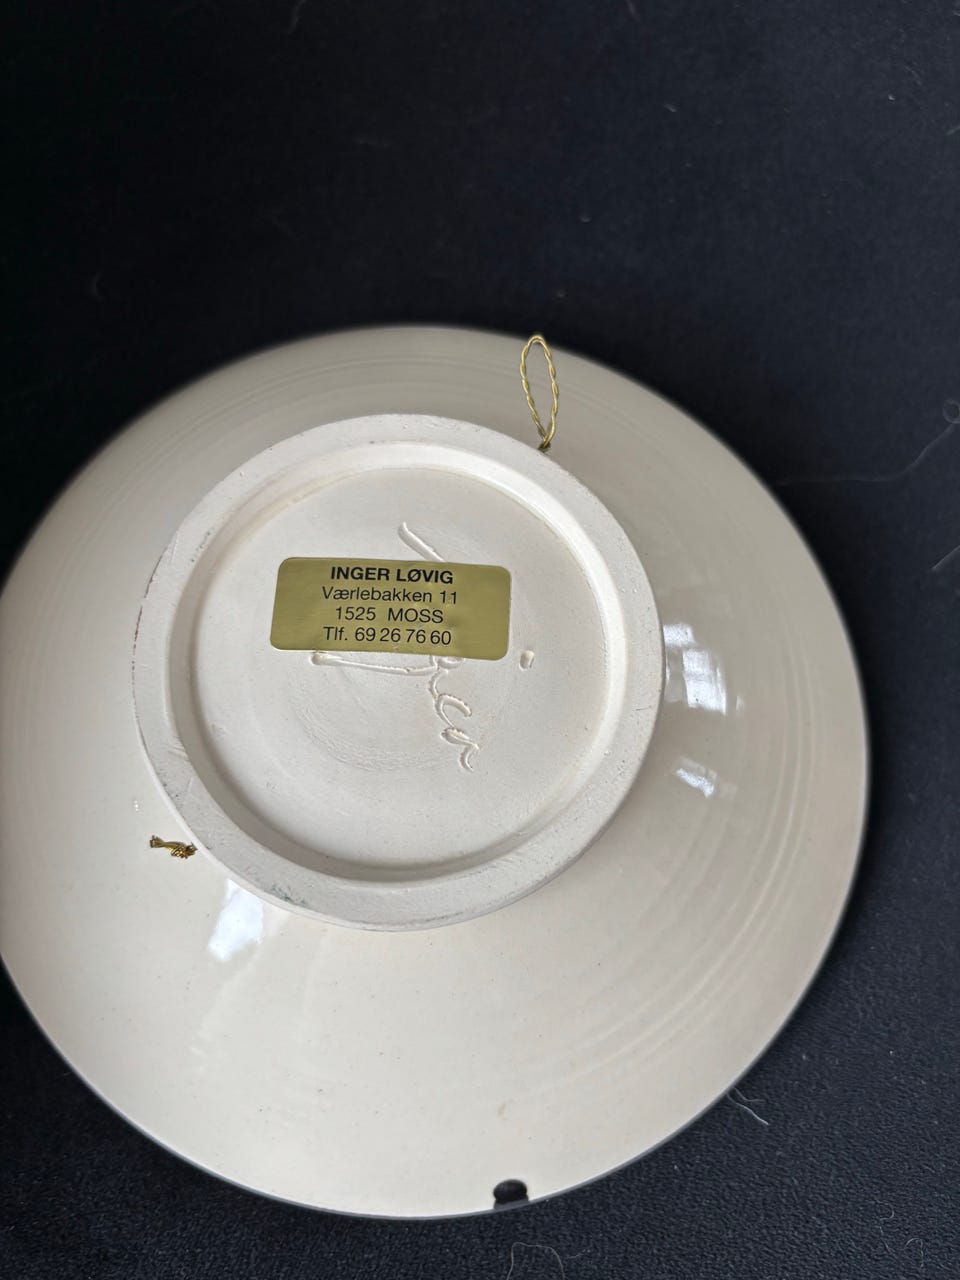 INGER LØVIG
Værlebakken 11
1525 MOSS
Tlf. 69 26 76 60